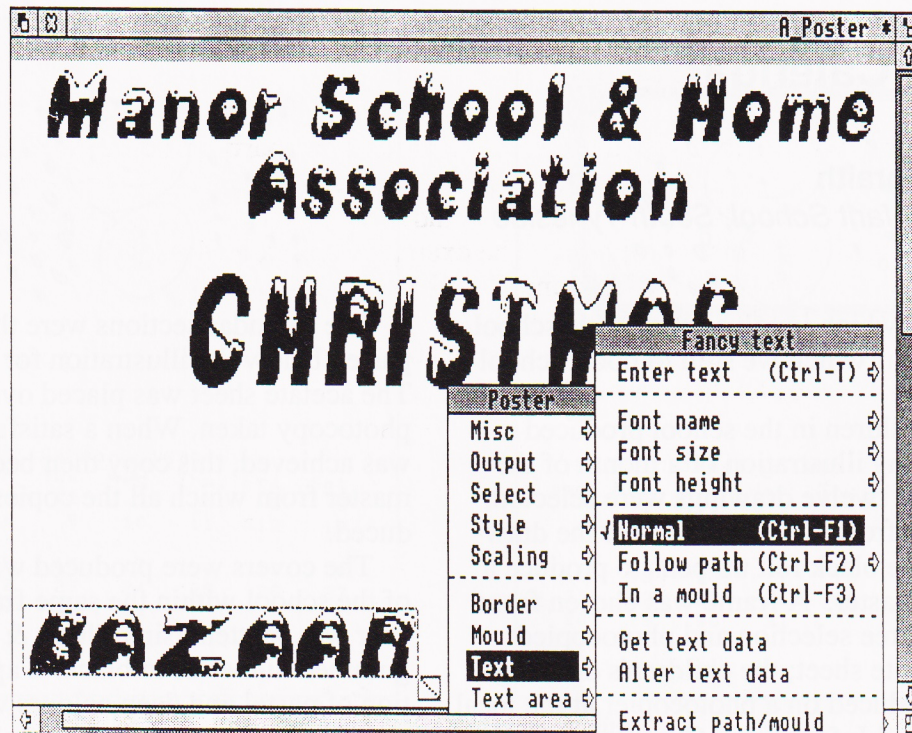 A_Poster *
Manor School & Home
Association
CHRISTMAS
BAZAAR
Poster
Misc
Output
Select
Style
Scaling
Border
Mould
Text
Text area
Fancy text
Enter text (Ctrl-T)
Font name
Font size
Font height
Normal (Ctrl-F1)
Follow path (Ctrl-F2)
In a mould (Ctrl-F3)
Get text data
Alter text data
Extract path/mould